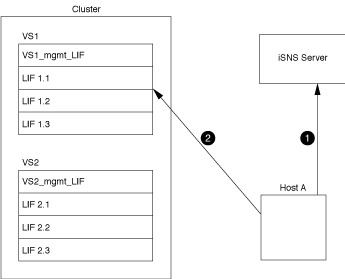 Cluster
VS1
VS1_mgmt_LIF
LIF 1.1
LIF 1.2
LIF 1.3
VS2
VS2_mgmt_LIF
LIF 2.1
LIF 2.2
LIF 2.3
iSNS Server
2
1
Host A